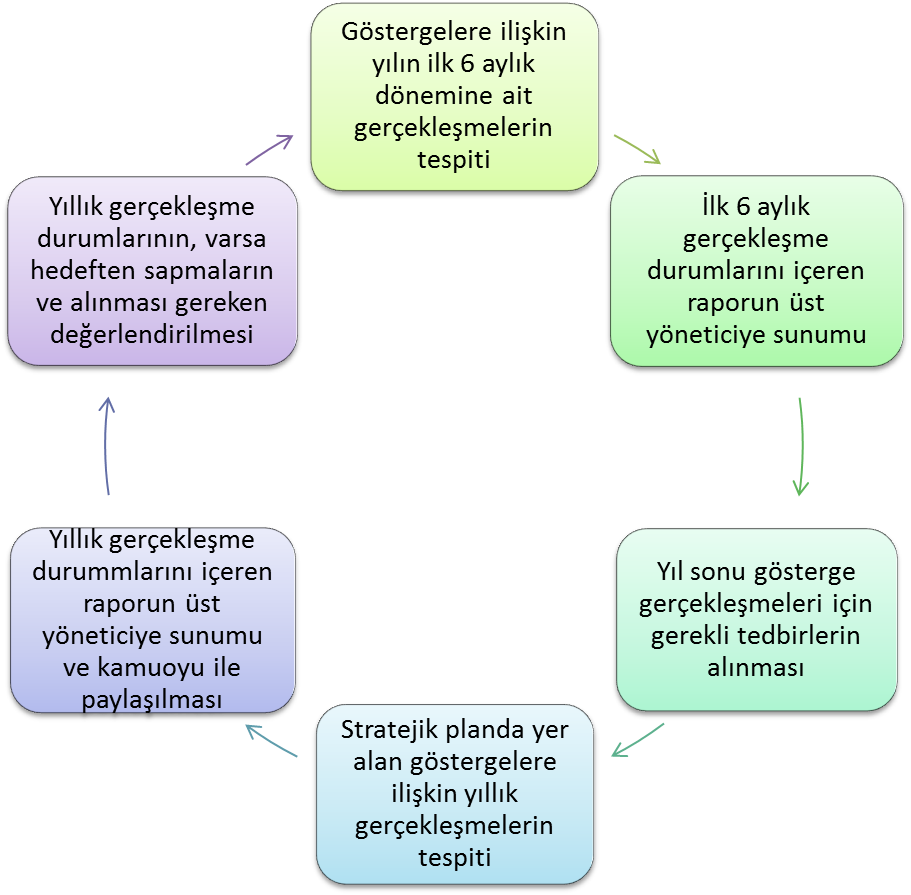 Göstergelere ilişkin
yılın ilk 6 aylık
dönemine ait
gerçekleşmelerin
tespiti
İlk 6 aylık
gerçekleşme
durumlarını içeren
raporun üst
yöneticiye sunumu
Yıl sonu gösterge
gerçekleşmeleri için
gerekli tedbirlerin
alınması
Stratejik planda yer
alan göstergelere
ilişkin yıllık
gerçekleşmelerin
tespiti
Yıllık gerçekleşme
durummlarını içeren
raporun üst
yöneticiye sunumu
ve kamuoyu ile
paylaşılması
Yıllık gerçekleşme
durumlarının, varsa
hedeften sapmaların
ve alınması gereken
değerlendirilmesi